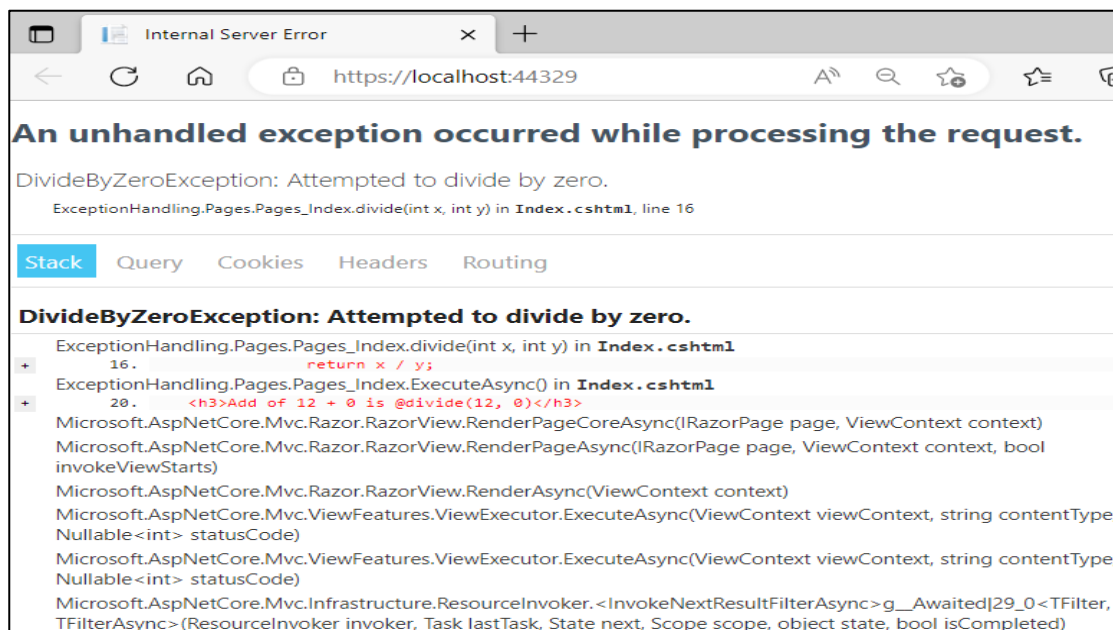 Internal Server Error
https://localhost:44329
An unhandled exception occurred while processing the request.
DivideByZeroException: Attempted to divide by zero.
ExceptionHandling.Pages.Pages_Index.divide(int x, int y) in Index.cshtml, line 16
Stack Query Cookies Headers Routing
DivideByZeroException: Attempted to divide by zero.
ExceptionHandling.Pages.Pages_Index.divide(int x, int y) in Index.cshtml
+ 16. return x / y;
ExceptionHandling.Pages.Pages_Index.ExecuteAsync() in Index.cshtml
+ 20. <h3>Add of 12 + 0 is @divide(12, 0)</h3>
Microsoft.AspNetCore.Mvc.Razor.RazorView.RenderPageCoreAsync(IRazorPage page, ViewContext context)
Microsoft.AspNetCore.Mvc.Razor.RazorView.RenderPageAsync(IRazorPage page, ViewContext context, bool
invokeViewStarts)
Microsoft.AspNetCore.Mvc.Razor.RazorView.RenderAsync(ViewContext context)
Microsoft.AspNetCore.Mvc.ViewFeatures.ViewExecutor.ExecuteAsync(ViewContext viewContext, string contentType
Nullable<int> statusCode)
Microsoft.AspNetCore.Mvc.ViewFeatures.ViewExecutor.ExecuteAsync(ViewContext viewContext, string contentType
Nullable<int> statusCode)
Microsoft.AspNetCore.Mvc.Infrastructure.ResourceInvoker.<InvokeNextResultFilterAsync>g__Awaited|29_0<TFilter,
TFilterAsync>(ResourceInvoker invoker, Task lastTask, State next, Scope scope, object state, bool isCompleted)